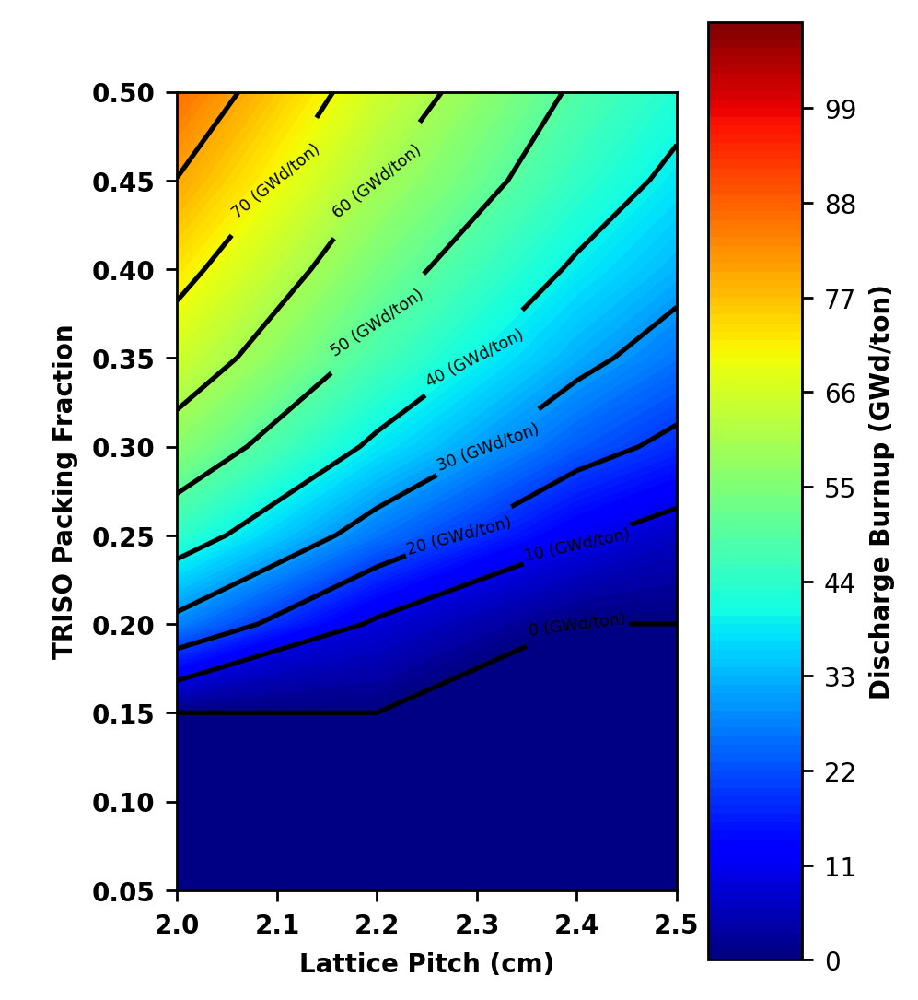 0.50
0.45
0.40
0.35
0.30
0.25
0.20
0.15
0.10
0.05
TRISO Packing Fraction
2.0 2.1 2.2 2.3 2.4 2.5
Lattice Pitch (cm)
70 (GWd/ton)
60 (GWd/ton)
50 (GWd/ton)
40 (GWd/ton)
30 (GWd/ton)
20 (GWd/ton)
10 (GWd/ton)
0 (GWd/ton)
99
88
77
66
55
44
33
22
11
0
Discharge Burnup (GWd/ton)